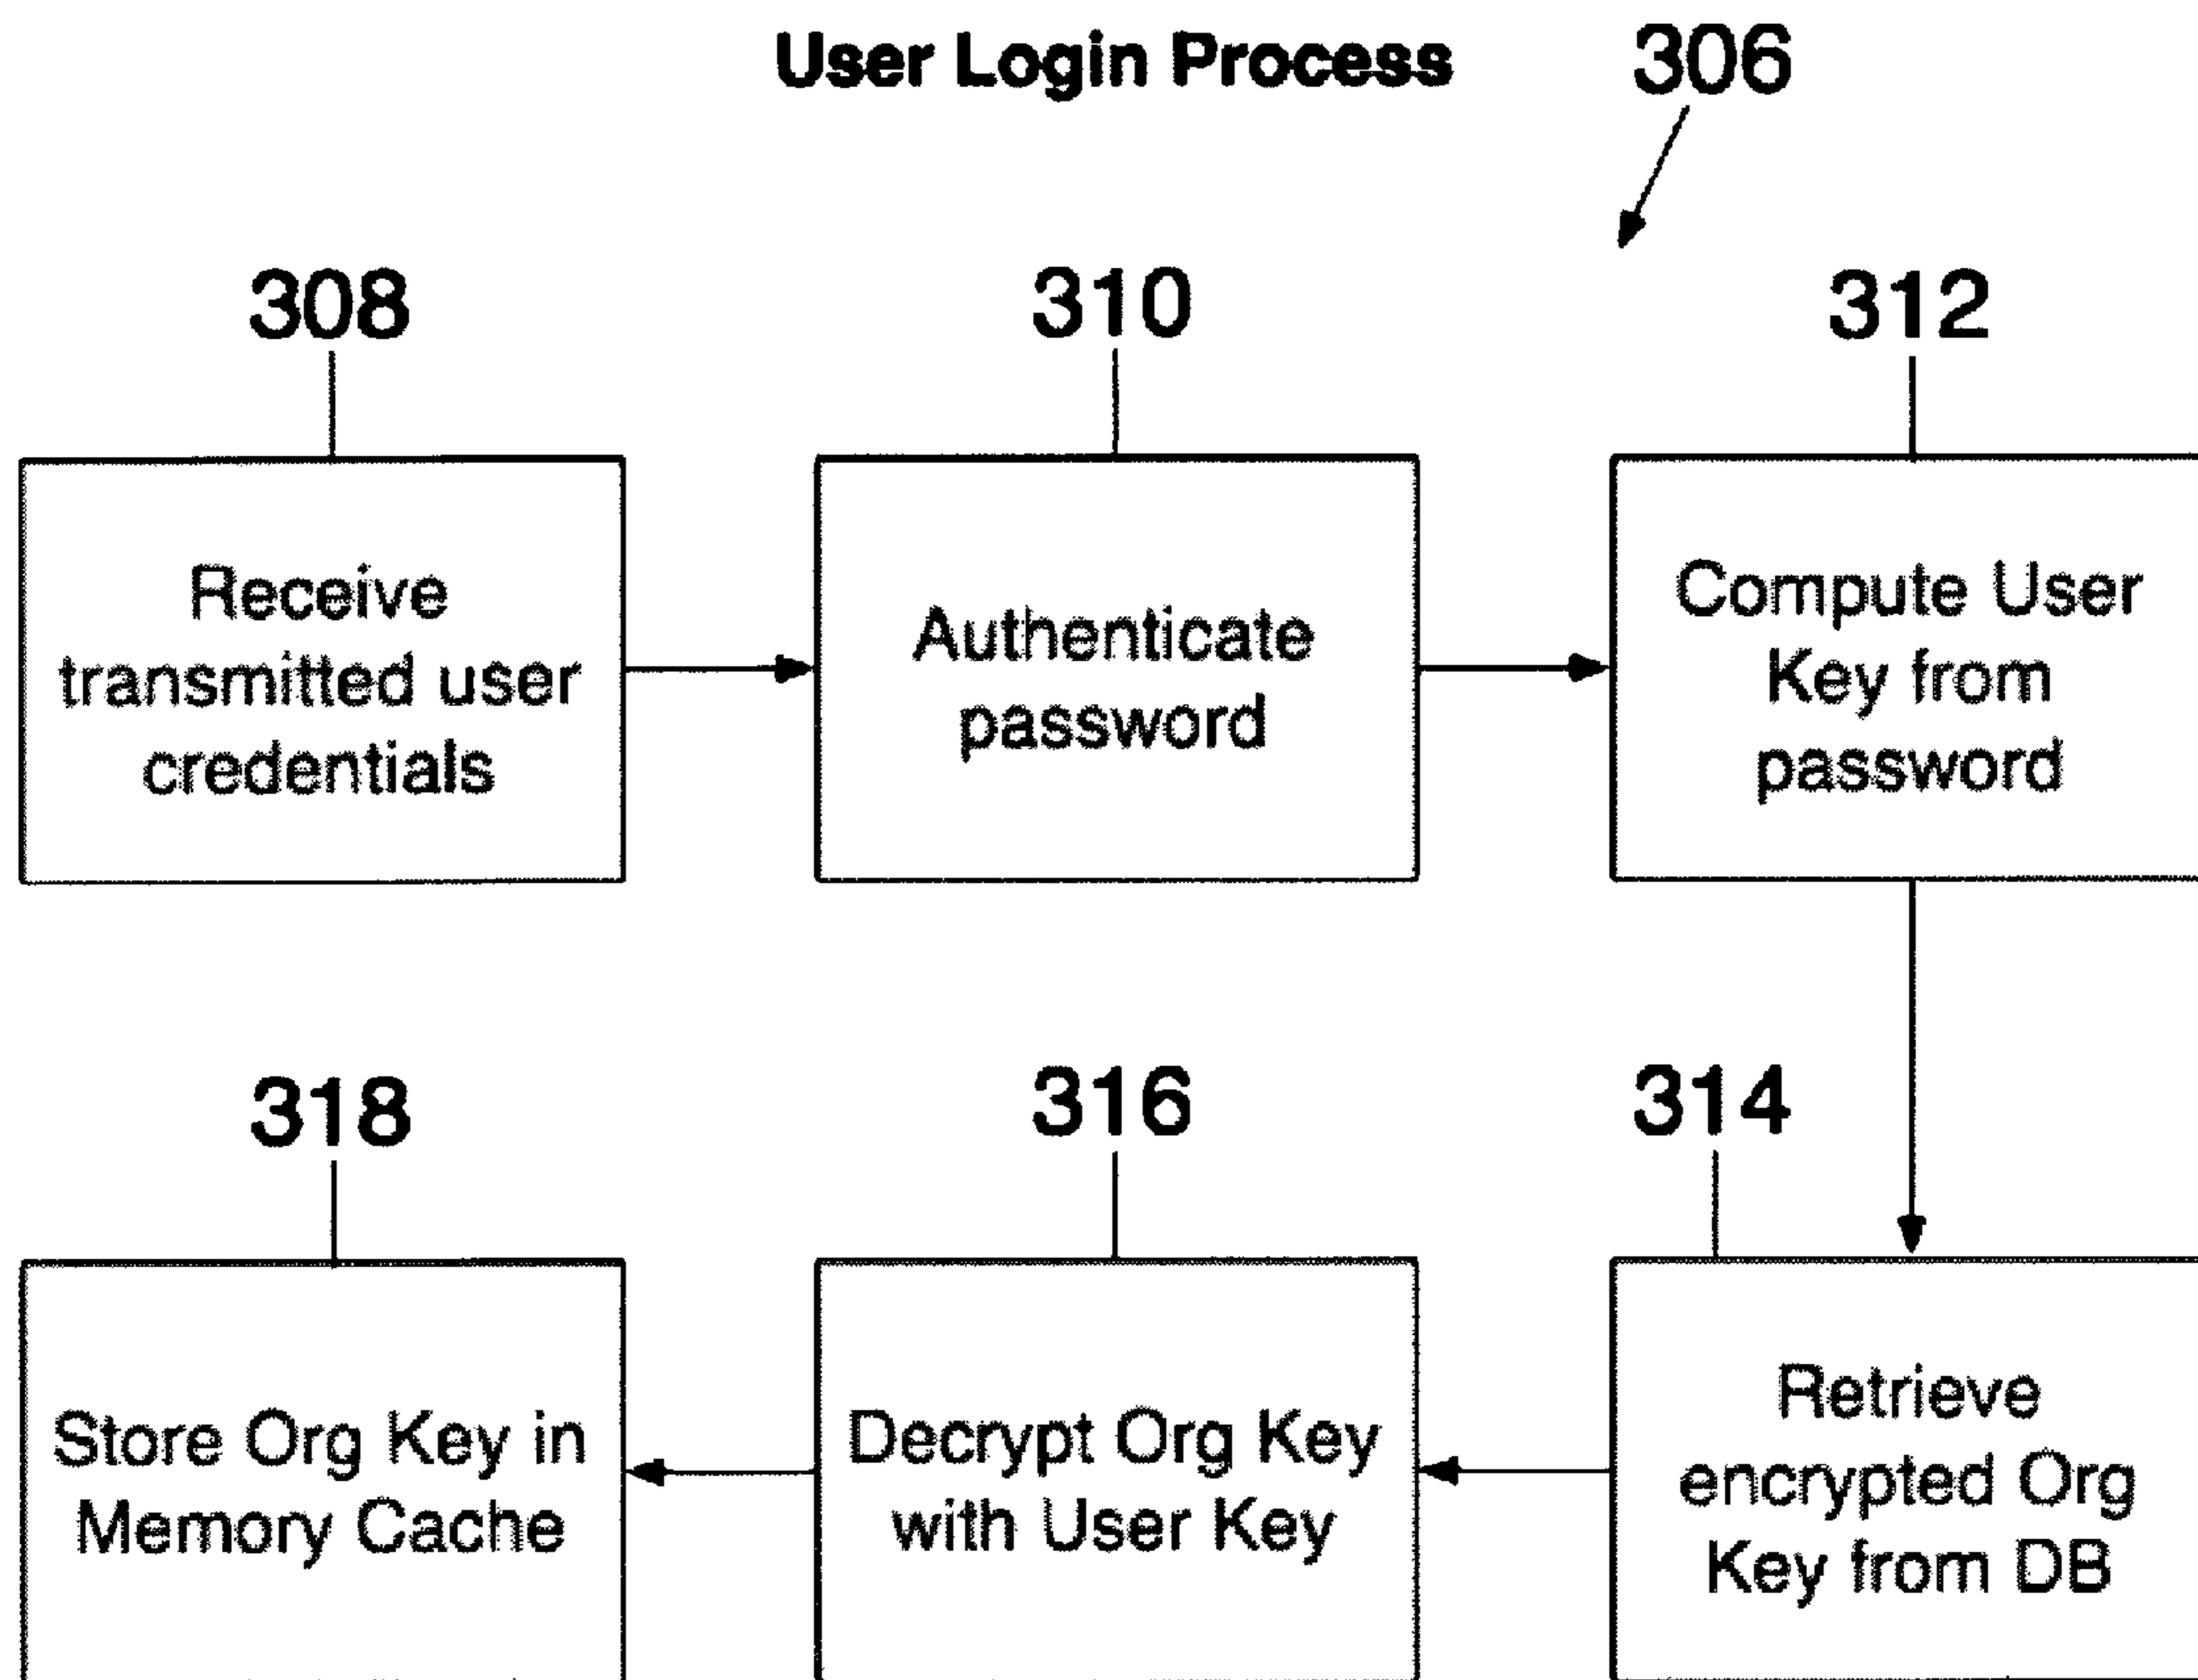 User Login Process
306
308
310
312
Receive
transmitted user
credentials
Authenticate
password
Compute User
Key from
password
318
316
314
Store Org Key in
Memory Cache
Decrypt Org Key
with User Key
Retrieve
encrypted Org
Key from DB